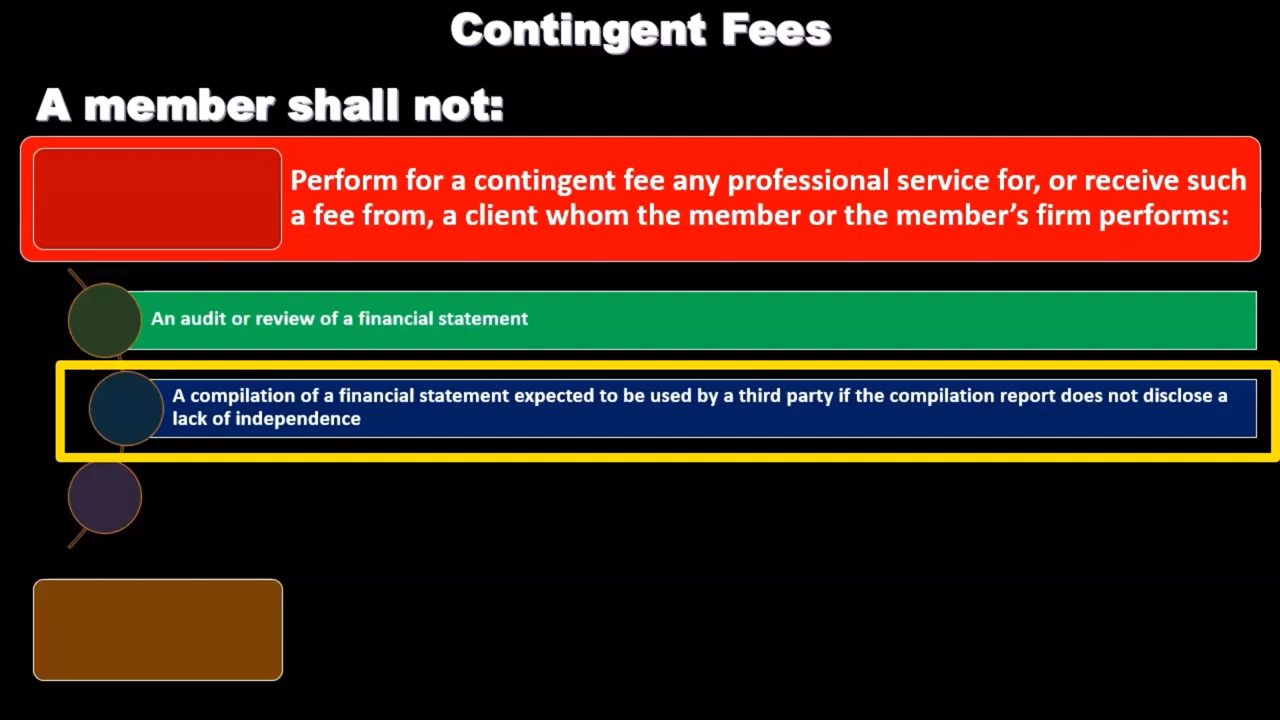 Contingent Fees
A member shall not:
Perform for a contingent fee any professional service for, or receive such
a fee from, a client whom the member or the member’s firm performs:
An audit or review of a financial statement
A compilation of a financial statement expected to be used by a third party if the compilation report does not disclose a
lack of independence